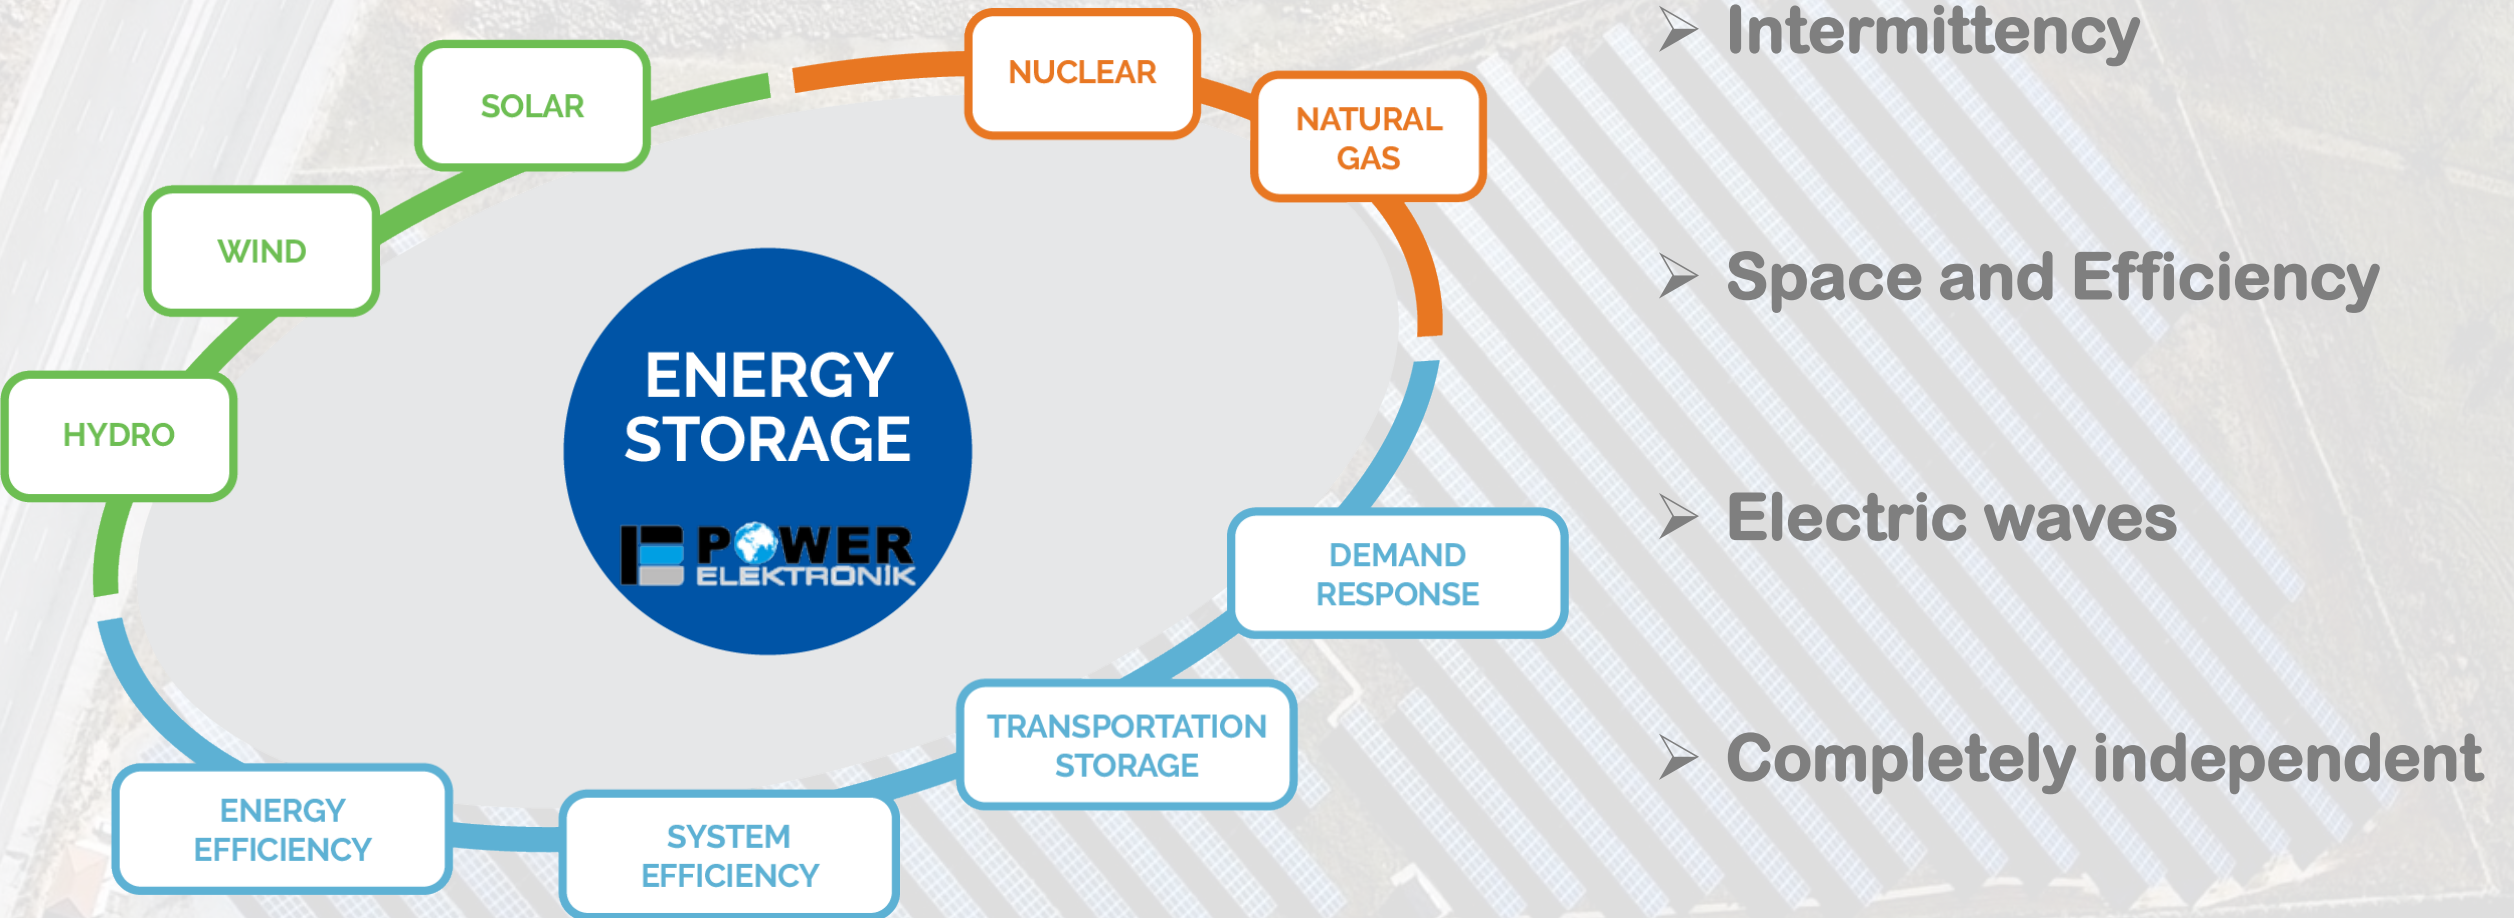 SOLAR
WIND
HYDRO
NUCLEAR
NATURAL
GAS
ENERGY
STORAGE
POWER
ELEKTRONİK
DEMAND
RESPONSE
TRANSPORTATION
STORAGE
SYSTEM
EFFICIENCY
ENERGY
EFFICIENCY
Intermittency
Space and Efficiency
Electric waves
Completely independent